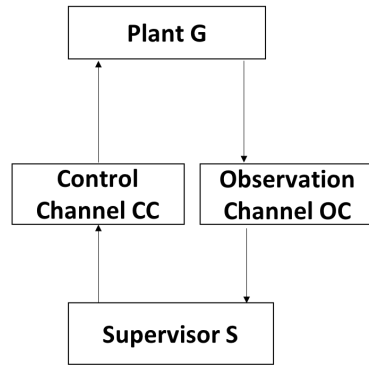 Plant G
Control
Channel CC
Observation
Channel OC
Supervisor S